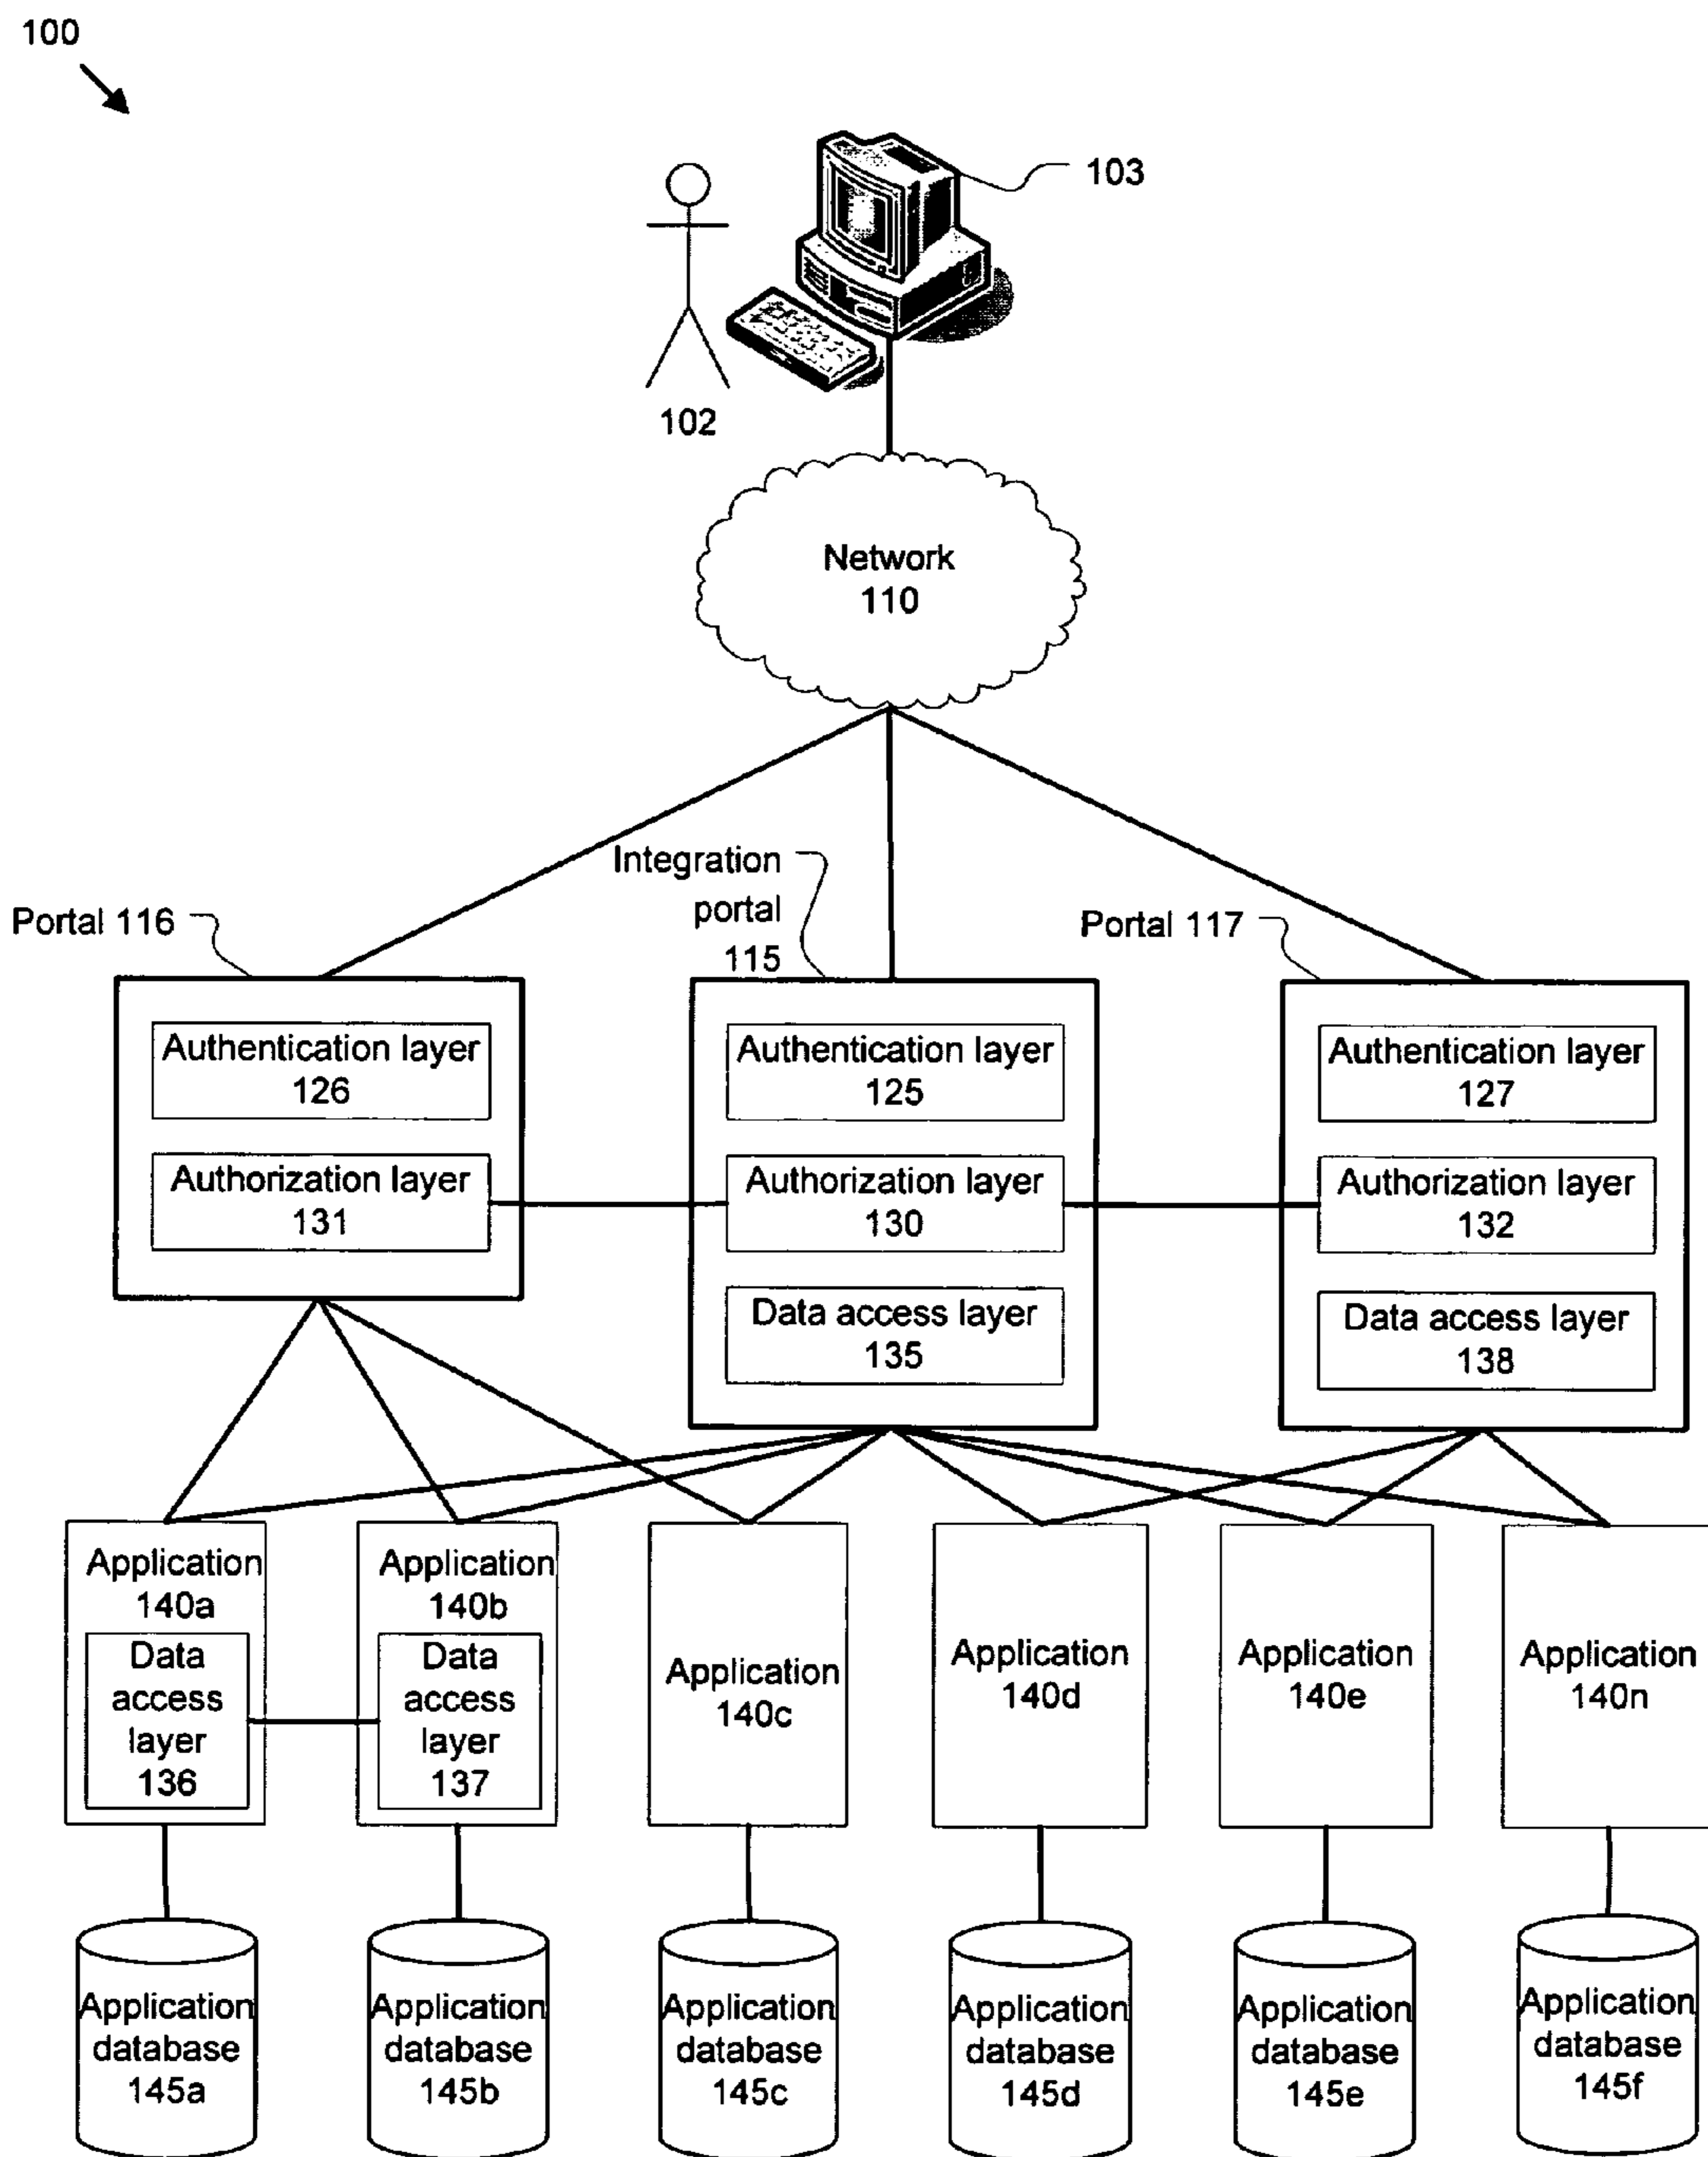 100
103
102
Network
110
Integration
portal
115
Portal 116
Portal 117
Authentication layer
126
Authorization layer
131
Authentication layer
125
Authorization layer
130
Data access layer
135
Authentication layer
127
Authorization layer
132
Data access layer
138
Application
140a
Data
access
layer
136
Application
140b
Data
access
layer
137
Application
140c
Application
140d
Application
140e
Application
140n
Application
database
145a
Application
database
145b
Application
database
145c
Application
database
145d
Application
database
145e
Application
database
145f